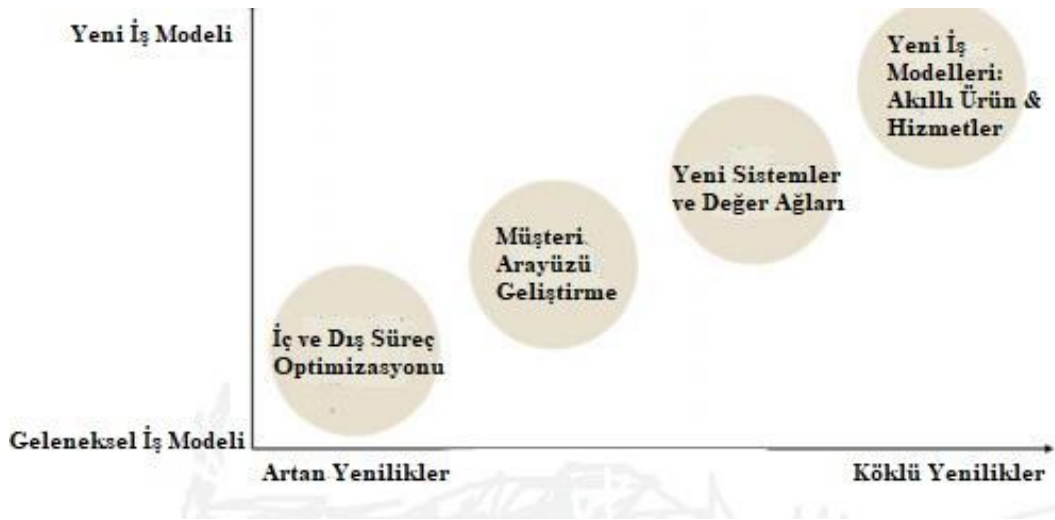 Yeni İş Modeli
Yeni İş
Modelleri:
Akıllı Ürün &
Hizmetler
Yeni Sistemler
ve Değer Ağları
Müşteri
Arayüzü
Geliştirme
İç ve Dış Süreç
Optimizasyonu
Geleneksel İş Modeli
Artan Yenilikler
Köklü Yenilikler